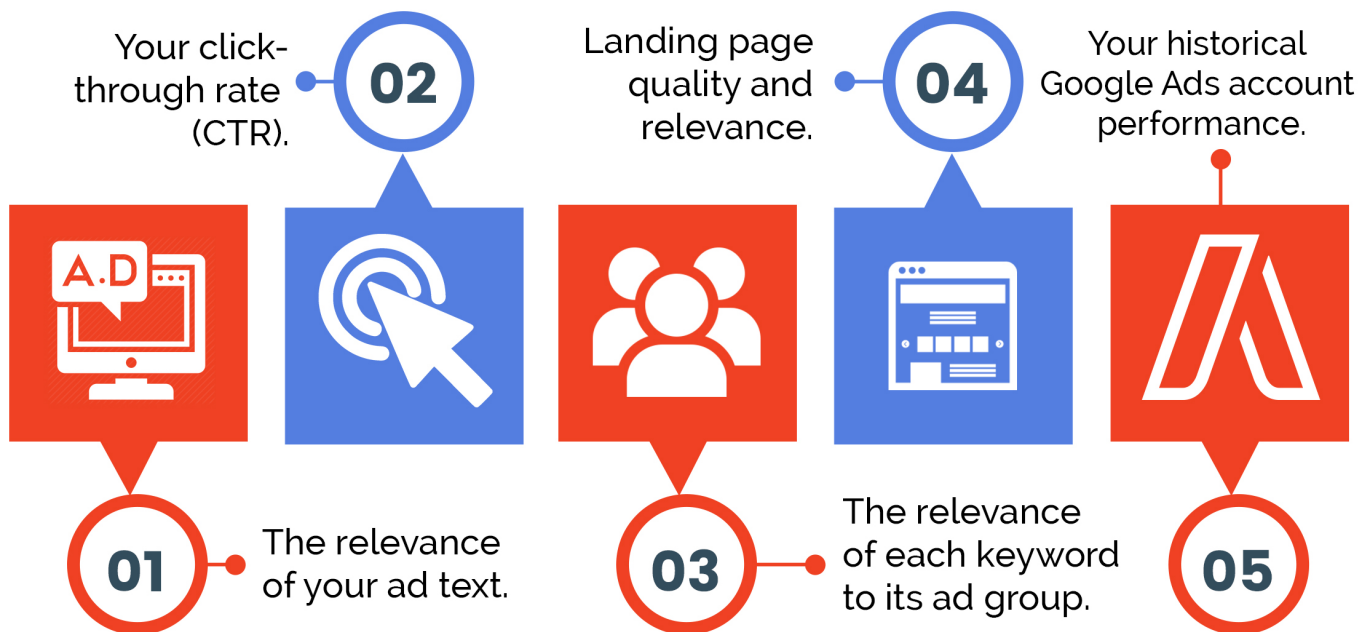 Your click-
through rate
(CTR).
02
Landing page
quality and
relevance.
04
Your historical
Google Ads account
performance.
A.D
01
The relevance
of your ad text.
03
The relevance
of each keyword
to its ad group.
05